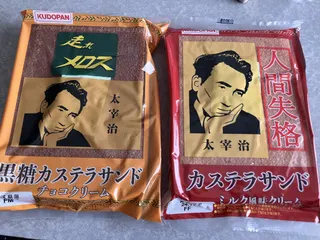 KUDOPAN
走れ
メロス
太宰治
黒糖カステラサンド
チョコクリーム
KUDOPAN
人間失格
太宰治
カステラサンド
ミルク風味クリーム